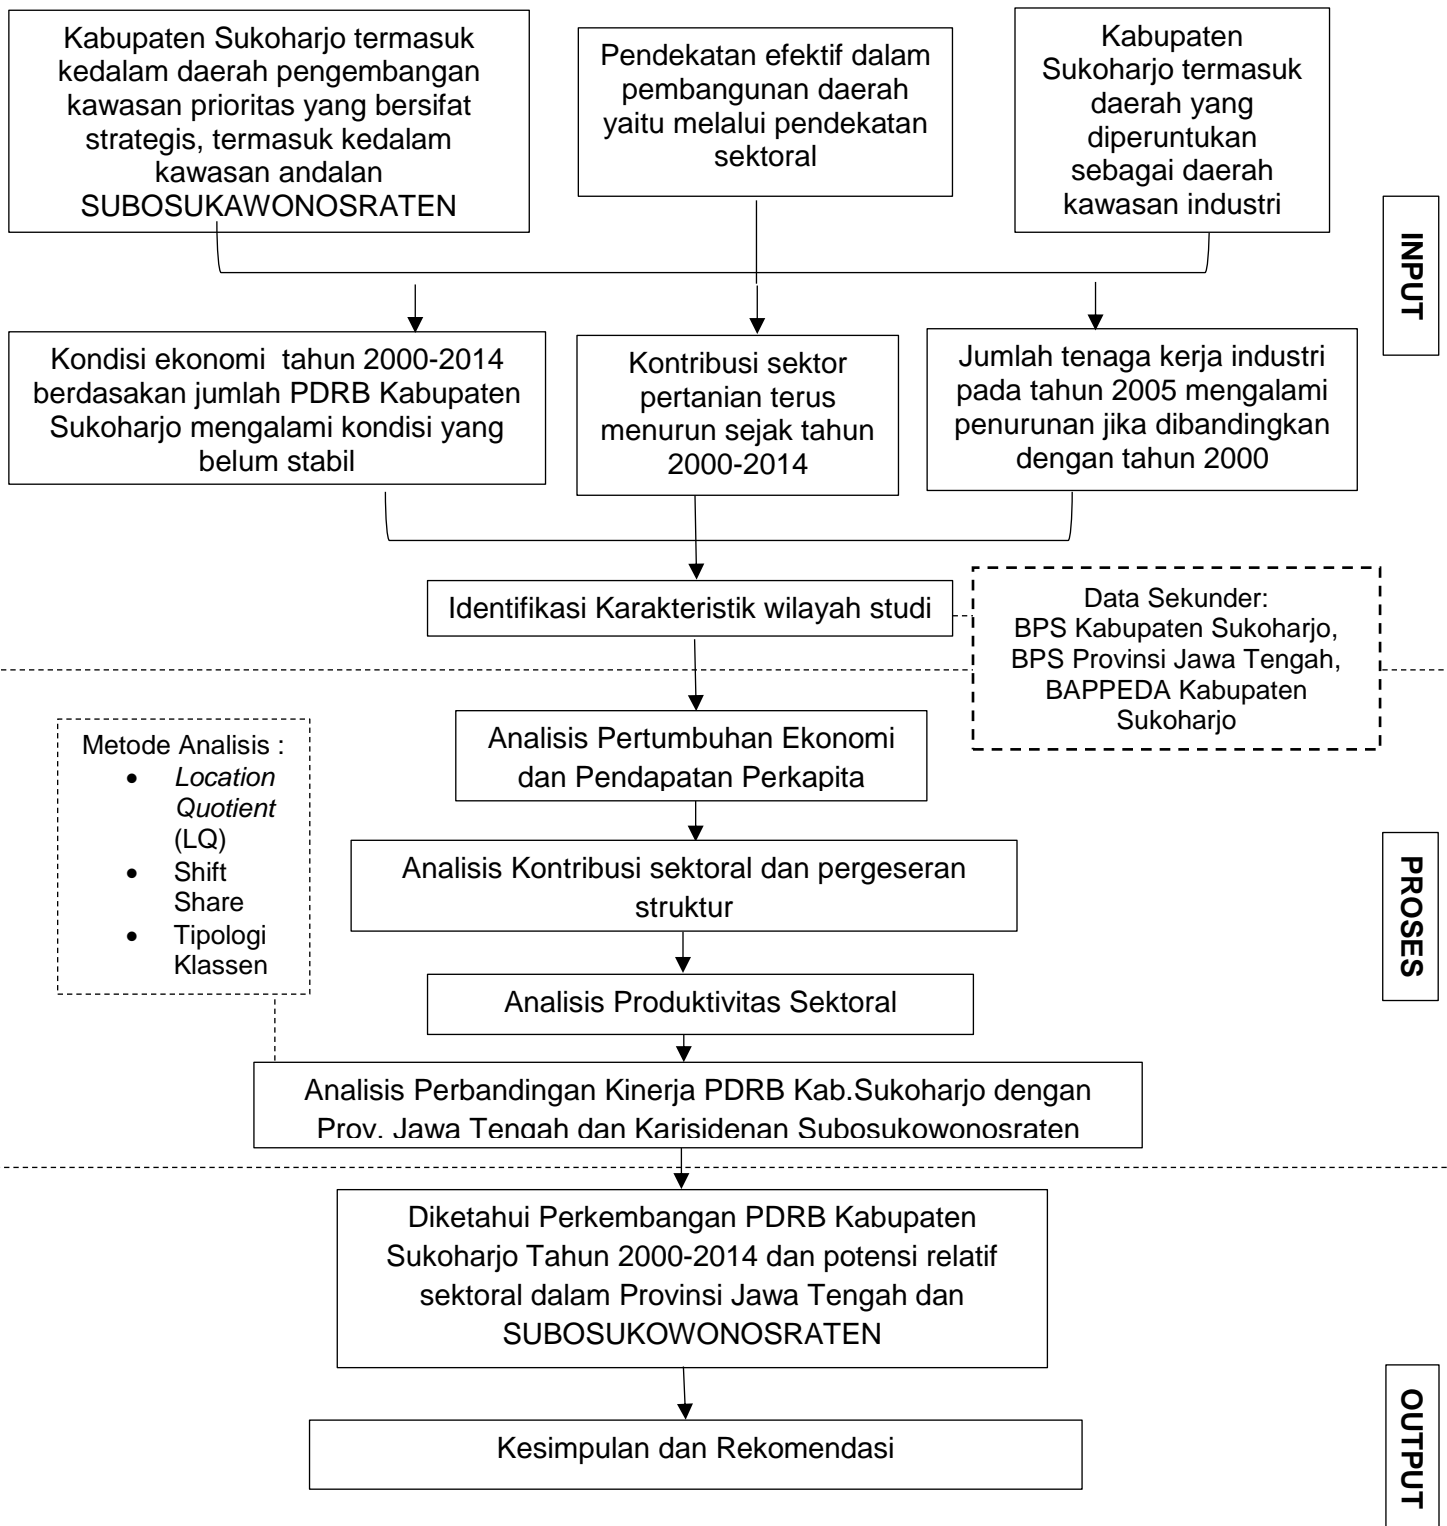 Kabupaten Sukoharjo termasuk
kedalam daerah pengembangan
kawasan prioritas yang bersifat
strategis, termasuk kedalam
kawasan andalan
SUBOSUKAWONOSRATEN
Pendekatan efektif dalam
pembangunan daerah
yaitu melalui pendekatan
sektoral
Kabupaten
Sukoharjo termasuk
daerah yang
diperuntukan
sebagai daerah
kawasan industri
INPUT
Kondisi ekonomi tahun 2000-2014
berdasakan jumlah PDRB Kabupaten
Sukoharjo mengalami kondisi yang
belum stabil
Kontribusi sektor
pertanian terus
menurun sejak tahun
2000-2014
Jumlah tenaga kerja industri
pada tahun 2005 mengalami
penurunan jika dibandingkan
dengan tahun 2000
Identifikasi Karakteristik wilayah studi
Data Sekunder:
BPS Kabupaten Sukoharjo,
BPS Provinsi Jawa Tengah,
BAPPEDA Kabupaten
Sukoharjo
Metode Analisis :
• Location
Quotient
(LQ)
• Shift
Share
• Tipologi
Klassen
Analisis Pertumbuhan Ekonomi
dan Pendapatan Perkapita
Analisis Kontribusi sektoral dan pergeseran
struktur
Analisis Produktivitas Sektoral
Analisis Perbandingan Kinerja PDRB Kab.Sukoharjo dengan
Prov. Jawa Tengah dan Karisidenan Subosukowonosraten
PROSES
Diketahui Perkembangan PDRB Kabupaten
Sukoharjo Tahun 2000-2014 dan potensi relatif
sektoral dalam Provinsi Jawa Tengah dan
SUBOSUKOWONOSRATEN
Kesimpulan dan Rekomendasi
OUTPUT